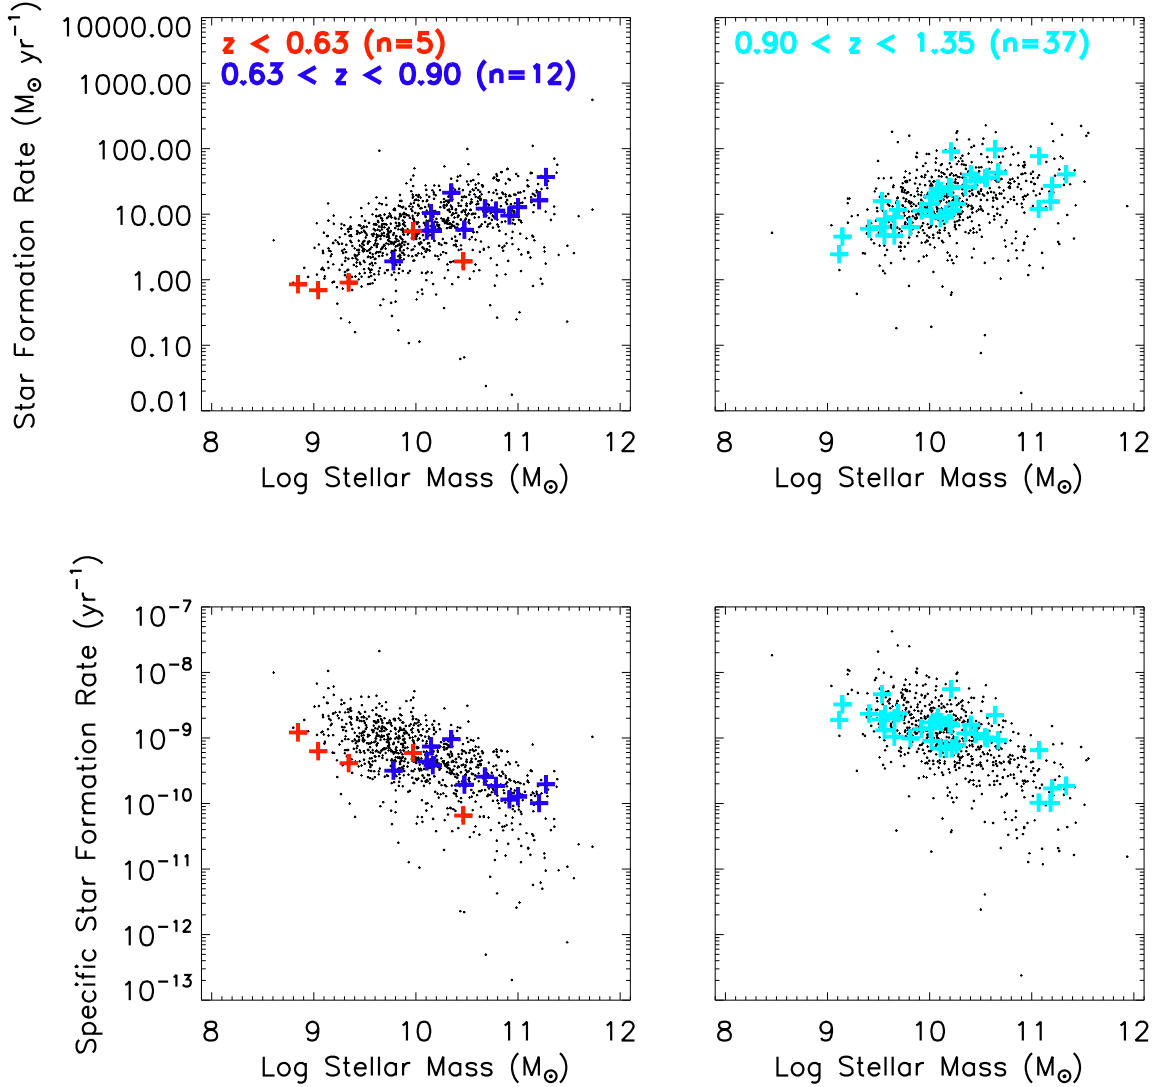 10000.00
1000.00
100.00
10.00
1.00
0.10
0.01
Star Formation Rate (M⊙ yr⁻¹)
z < 0.63 (n=5)
0.63 < z < 0.90 (n=12)
8 9 10 11 12
Log Stellar Mass (M⊙)
0.90 < z < 1.35 (n=37)
8 9 10 11 12
Log Stellar Mass (M⊙)
10⁻⁷
10⁻⁸
10⁻⁹
10⁻¹⁰
10⁻¹¹
10⁻¹²
10⁻¹³
Specific Star Formation Rate (yr⁻¹)
8 9 10 11 12
Log Stellar Mass (M⊙)
8 9 10 11 12
Log Stellar Mass (M⊙)